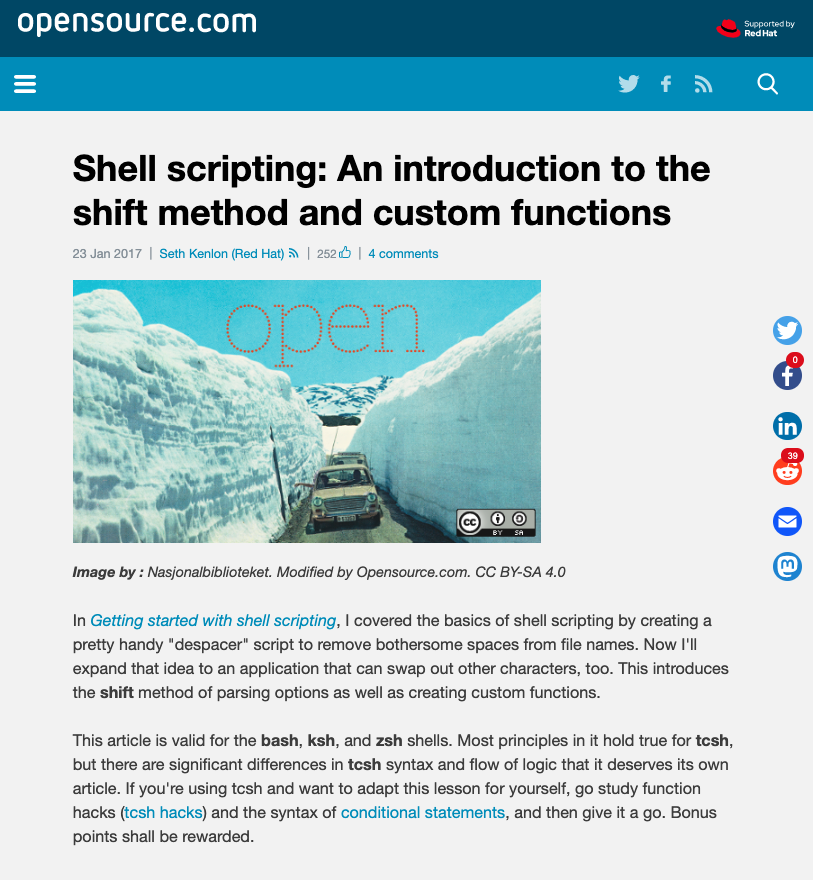 opensource.com
Supported by
Red Hat
Shell scripting: An introduction to the
shift method and custom functions
23 Jan 2017 | Seth Kenlon (Red Hat) | 252 | 4 comments
open
cc BY SA
0
39
Image by : Nasjonalbiblioteket. Modified by Opensource.com. CC BY-SA 4.0
In Getting started with shell scripting, I covered the basics of shell scripting by creating a
pretty handy "despacer" script to remove bothersome spaces from file names. Now I'll
expand that idea to an application that can swap out other characters, too. This introduces
the shift method of parsing options as well as creating custom functions.
This article is valid for the bash, ksh, and zsh shells. Most principles in it hold true for tcsh,
but there are significant differences in tcsh syntax and flow of logic that it deserves its own
article. If you're using tcsh and want to adapt this lesson for yourself, go study function
hacks (tcsh hacks) and the syntax of conditional statements, and then give it a go. Bonus
points shall be rewarded.